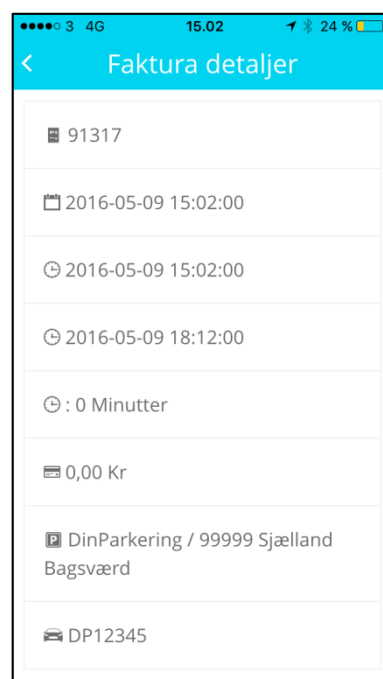 3 4G 15.02 24 %
Faktura detaljer
91317
2016-05-09 15:02:00
2016-05-09 15:02:00
2016-05-09 18:12:00
: 0 Minutter
0,00 Kr
DinParkering / 99999 Sjælland
Bagsværd
DP12345